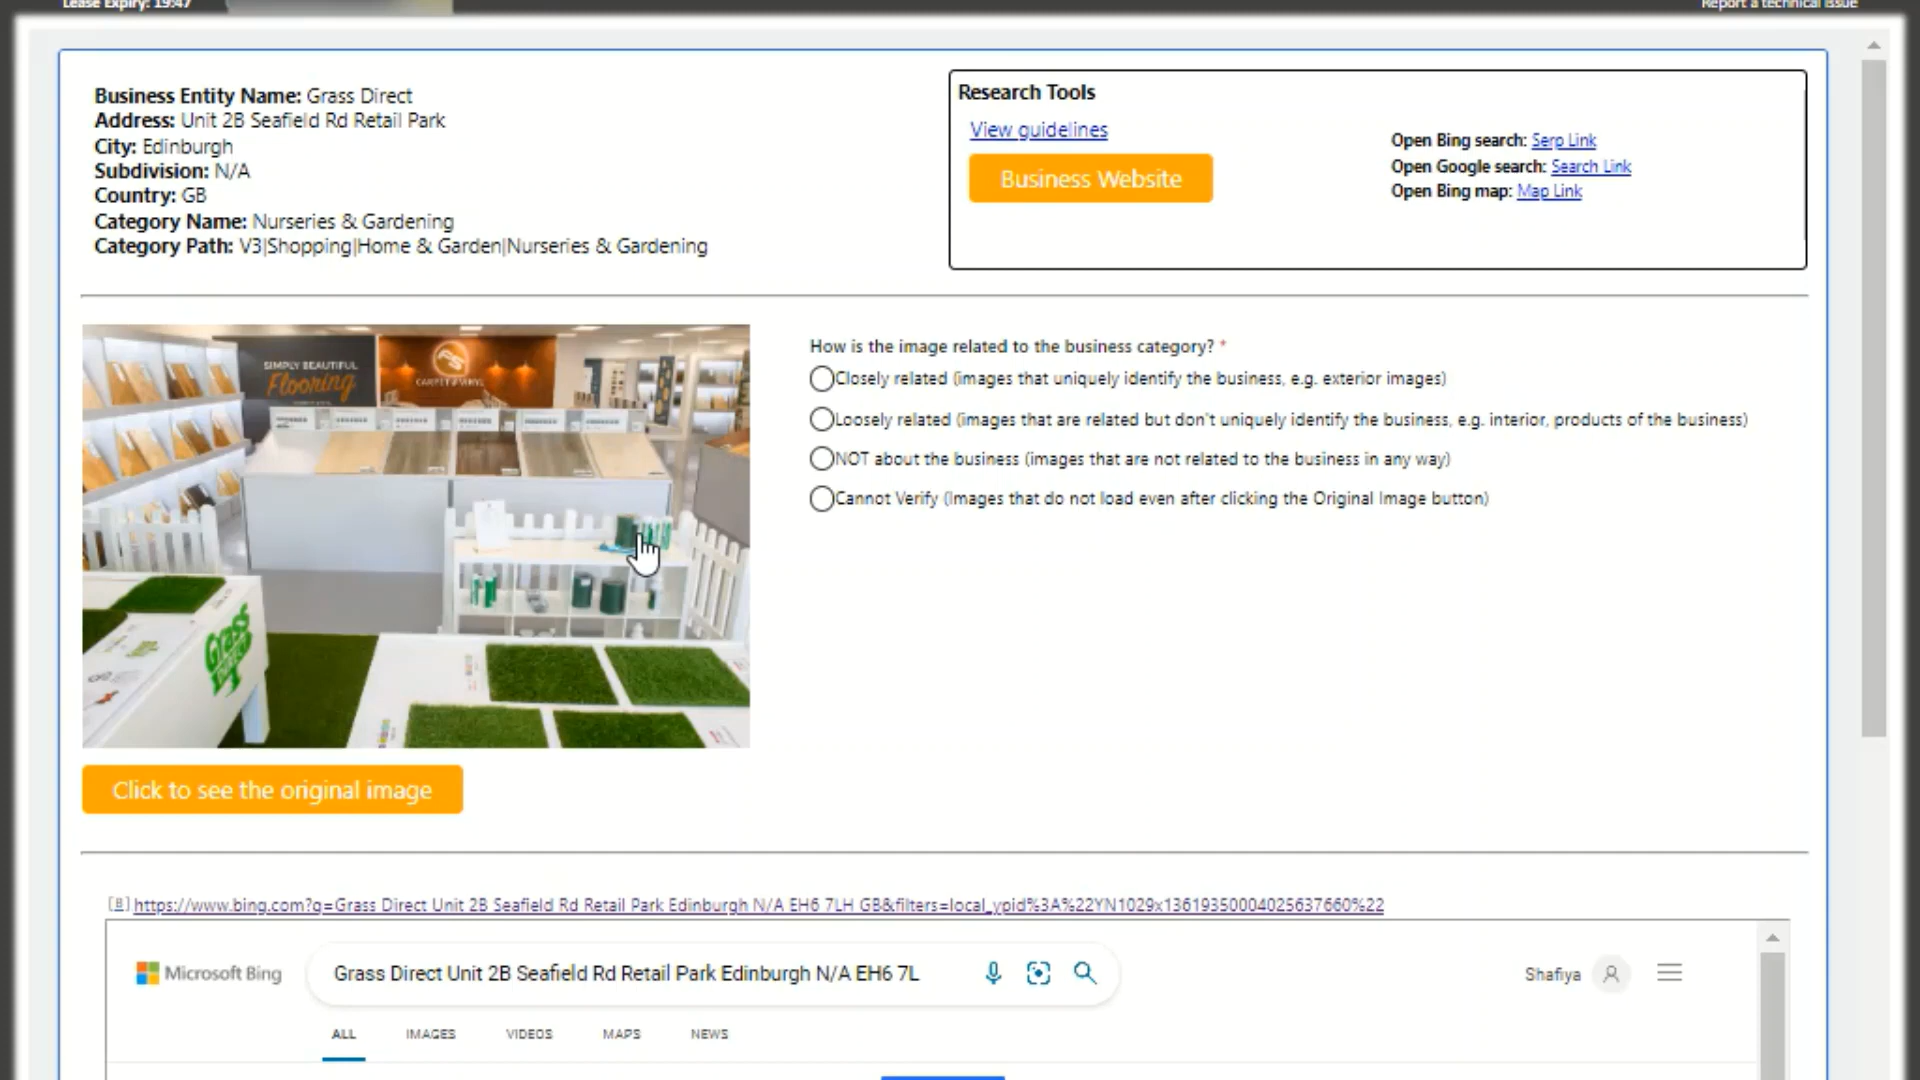 Lease Expiry: 19:47
Report a technical issue
Business Entity Name: Grass Direct
Address: Unit 2B Seafield Rd Retail Park
City: Edinburgh
Subdivision: N/A
Country: GB
Category Name: Nurseries & Gardening
Category Path: V3|Shopping|Home & Garden|Nurseries & Gardening
Research Tools
View guidelines
Business Website
Open Bing search: Serp Link
Open Google search: Search Link
Open Bing map: Map Link
SIMPLY BEAUTIFUL
Flooring
CARPET & VINYL
GRASS
DIRECT
How is the image related to the business category? *
Closely related (images that uniquely identify the business, e.g. exterior images)
Loosely related (images that are related but don't uniquely identify the business, e.g. interior, products of the business)
NOT about the business (images that are not related to the business in any way)
Cannot Verify (Images that do not load even after clicking the Original Image button)
Click to see the original image
[8] https://www.bing.com?q=Grass Direct Unit 2B Seafield Rd Retail Park Edinburgh N/A EH6 7LH GB&filters=local_ypid%3A%22YN1029x13619350004025637660%22
Microsoft Bing
Grass Direct Unit 2B Seafield Rd Retail Park Edinburgh N/A EH6 7L
Shafiya
ALL IMAGES VIDEOS MAPS NEWS